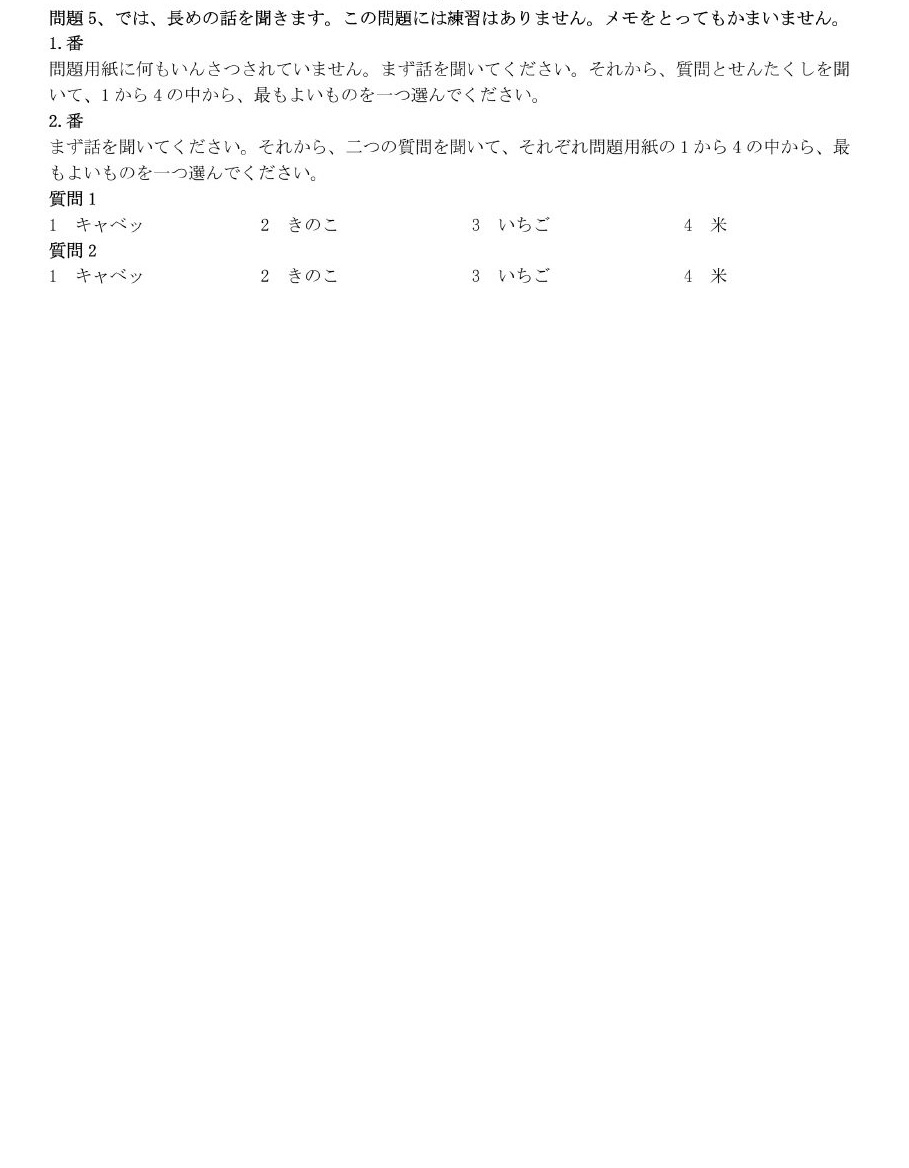 問題 5、では、長めの話を聞きます。この問題には練習はありません。メモをとってもかまいません。
1. 番
問題用紙に何もいんさつされていません。まず話を聞いてください。それから、質問とせんたくしを聞
いて、1 から 4 の中から、最もよいものを一つ選んでください。
2. 番
まず話を聞いてください。それから、二つの質問を聞いて、それぞれ問題用紙の 1 から 4 の中から、最
もよいものを一つ選んでください。
質問 1
1 キャベッ 2 きのこ 3 いちご 4 米
質問 2
1 キャベッ 2 きのこ 3 いちご 4 米